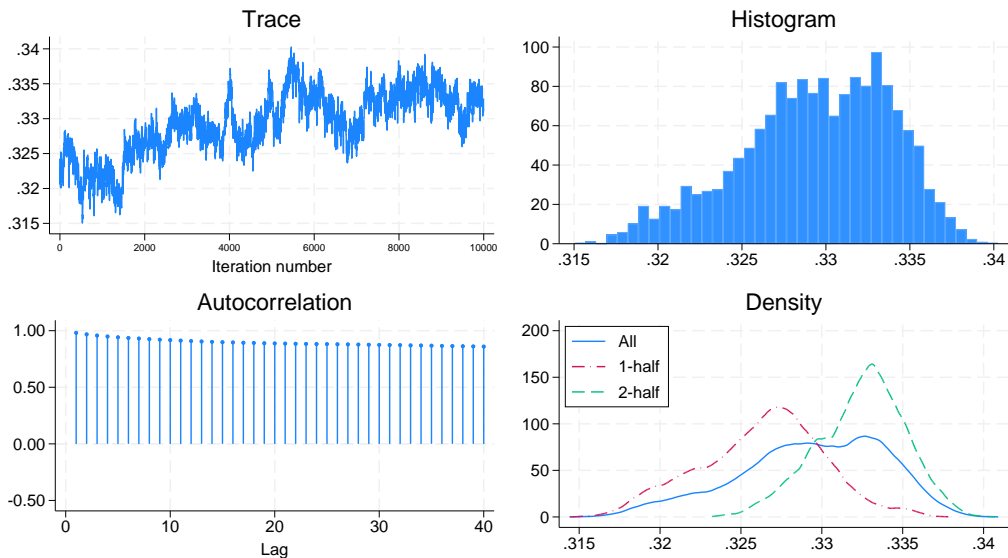 Trace
.34
.335
.33
.325
.32
.315
0 2000 4000 6000 8000 10000
Iteration number
Histogram
100
80
60
40
20
0
.315 .32 .325 .33 .335 .34
Autocorrelation
1.00
0.50
0.00
-0.50
0 10 20 30 40
Lag
Density
200
150
100
50
0
All
1-half
2-half
.315 .32 .325 .33 .335 .34